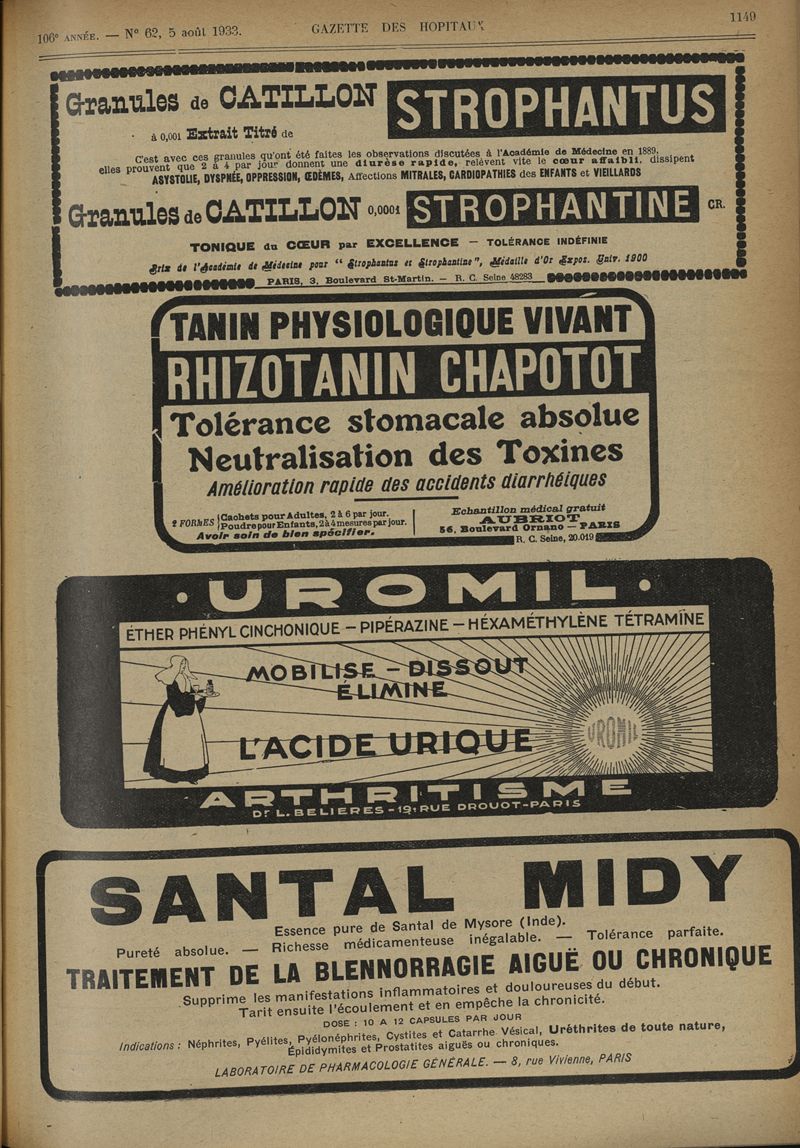 106e ANNÉE. — N° 62, 5 août 1933.
GAZETTE DES HOPITAUX
1149
Granules de CATILLON STROPHANTUS
à 0,001 Extrait Titré de
C'est avec ces granules qu'ont été faites les observations discutées à l'Académie de Médecine en 1889,
elles prouvent que 2 à 4 par jour donnent une diurèse rapide, relèvent vite le cœur affaibli, dissipent
ASYSTOLIE, DYSPNÉE, OPPRESSION, ŒDÈMES, Affections MITRALES, CARDIOPATHIES des ENFANTS et VIEILLARDS
Granules de CATILLON 0,0001 STROPHANTINE CR.
TONIQUE du CŒUR par EXCELLENCE — TOLÉRANCE INDÉFINIE
Prix de l'Académie de Médecine pour "Strophantus et Strophantine", Médaille d'Or Expos. Univ. 1900
PARIS, 3, Boulevard St-Martin. — R. C. Seine 48283
TANIN PHYSIOLOGIQUE VIVANT
RHIZOTANIN CHAPOTOT
Tolérance stomacale absolue
Neutralisation des Toxines
Amélioration rapide des accidents diarrhéiques
2 FORMES
Cachets pour Adultes, 2 à 6 par jour.
Poudre pour Enfants, 2 à 4 mesures par jour.
Avoir soin de bien spécifier.
Echantillon médical gratuit
AUBRIOT
56, Boulevard Ornano — PARIS
R. C. Seine, 20.019
· UROMIL ·
ÉTHER PHÉNYL CINCHONIQUE — PIPÉRAZINE — HÉXAMÉTHYLÈNE TÉTRAMÎNE
MOBILISE — DISSOUT
ÉLIMINE
L'ACIDE URIQUE
UROMIL
ARTHRITISME
Dr L. BELIERES - 19, RUE DROUOT - PARIS
SANTAL MIDY
Essence pure de Santal de Mysore (Inde).
Pureté absolue. — Richesse médicamenteuse inégalable. — Tolérance parfaite.
TRAITEMENT DE LA BLENNORRAGIE AIGUË OU CHRONIQUE
Supprime les manifestations inflammatoires et douloureuses du début.
Tarit ensuite l'écoulement et en empêche la chronicité.
DOSE : 10 A 12 CAPSULES PAR JOUR
Indications : Néphrites, Pyélites, Pyélonéphrites, Cystites et Catarrhe Vésical, Uréthrites de toute nature,
Épididymites et Prostatites aiguës ou chroniques.
LABORATOIRE DE PHARMACOLOGIE GÉNÉRALE. — 8, rue Vivienne, PARIS